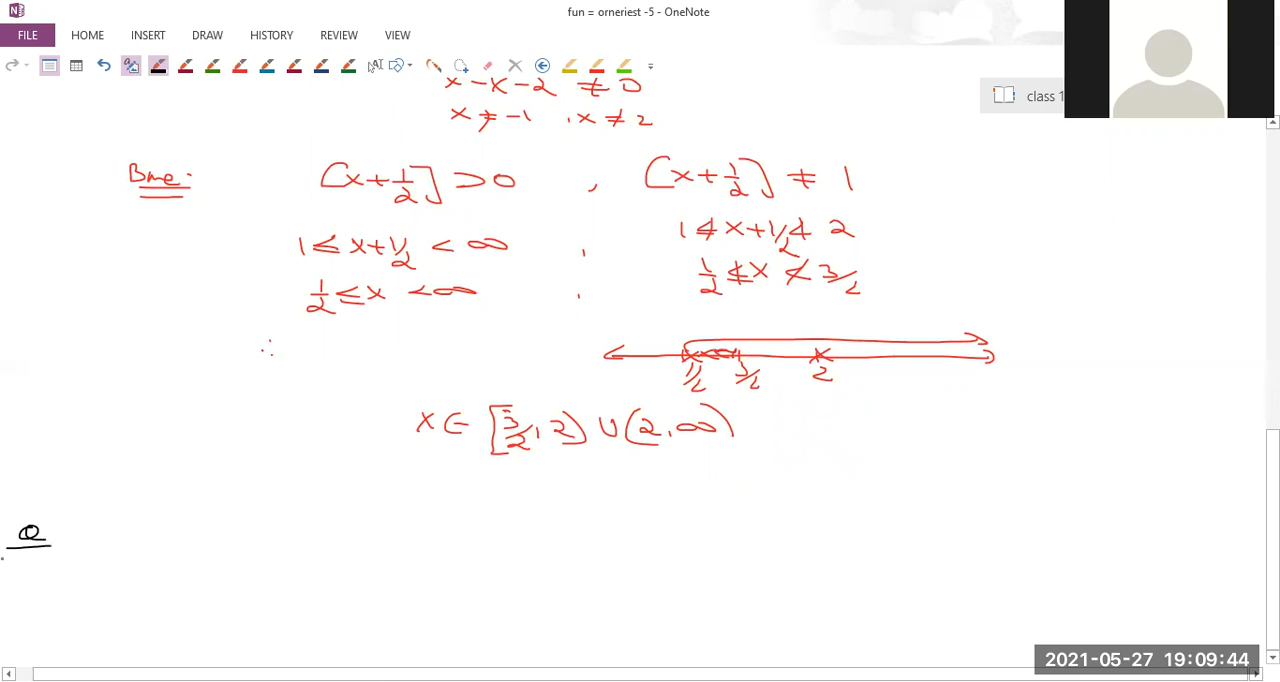 fun = orneriest -5 - OneNote
FILE HOME INSERT DRAW HISTORY REVIEW VIEW
class 1
x - x - 2 ≠ 0
x ≠ -1 , x ≠ 2
[x + 1/2] > 0 , [x + 1/2] ≠ 1
1 ≤ x + 1/2 < ∞ , 1 ≰ x + 1/2 ≮ 2
1/2 ≤ x < ∞ , 1/2 ≰ x ≮ 3/2
∴
1/2 3/2 2
x ∈ [3/2, 2) ∪ (2, ∞)
Q
2021-05-27 19:09:44